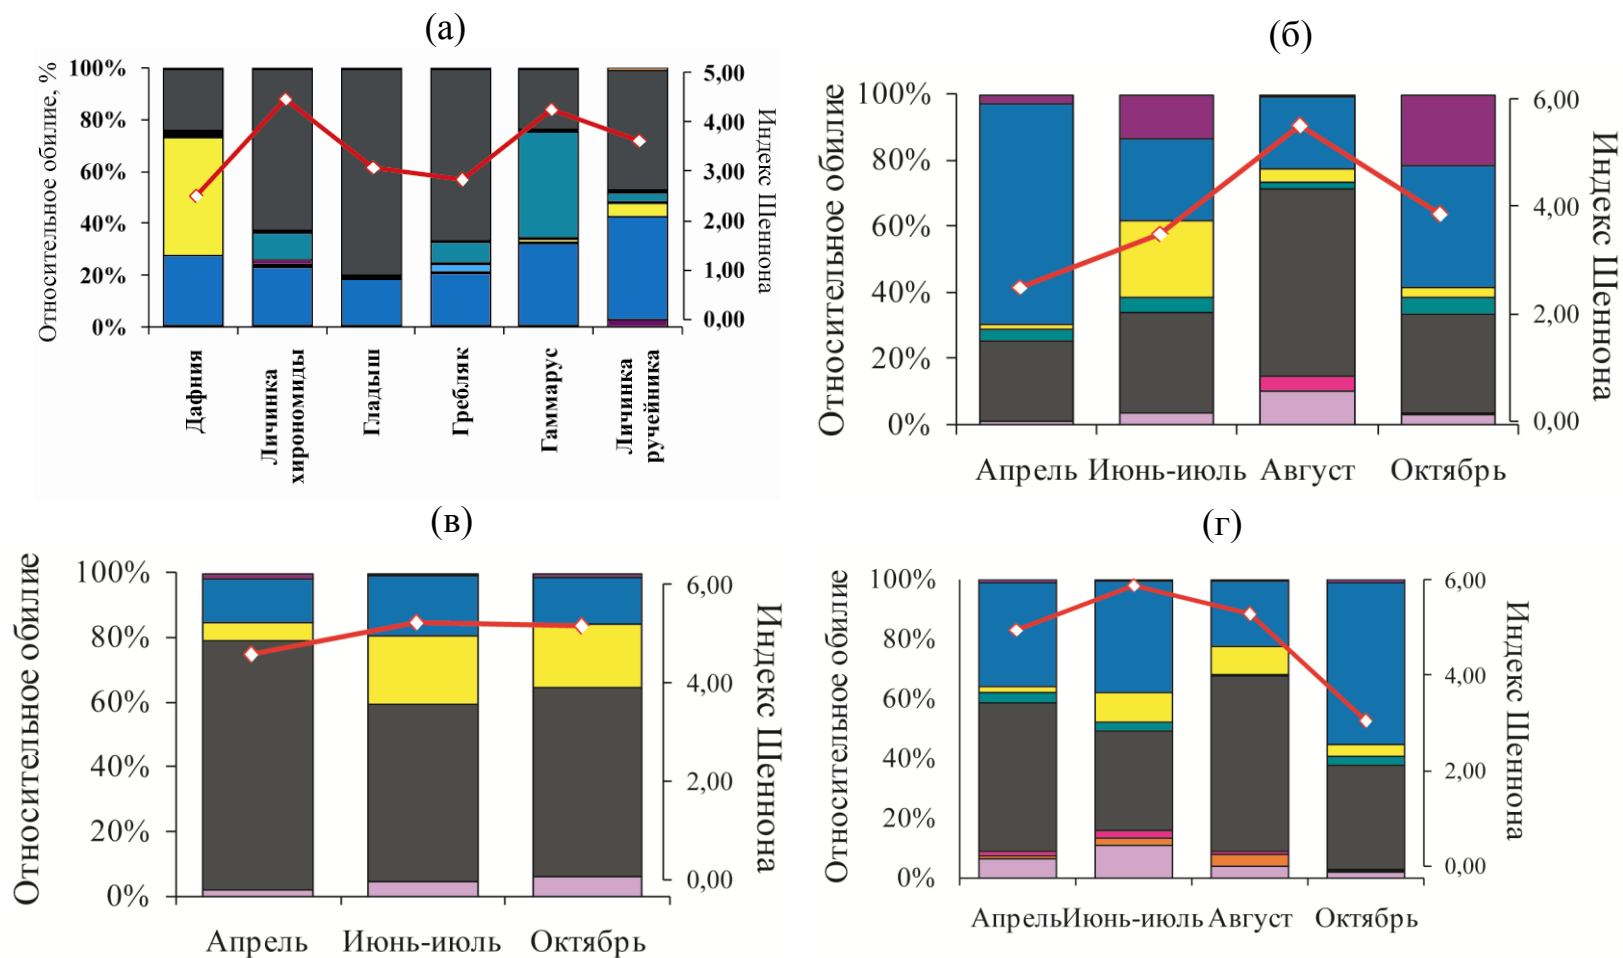 (а)
Относительное обилие, %
100%
80%
60%
40%
20%
0%
5,00
4,00
3,00
2,00
1,00
0,00
Индекс Шеннона
Дафния
Личинка
хирономиды
Гладыш
Гребляк
Гаммарус
Личинка
ручейника
(б)
Относительное обилие
100%
80%
60%
40%
20%
0%
6,00
4,00
2,00
0,00
Индекс Шеннона
Апрель
Июнь-июль
Август
Октябрь
(в)
Относительное обилие
100%
80%
60%
40%
20%
0%
6,00
4,00
2,00
0,00
Индекс Шеннона
Апрель
Июнь-июль
Октябрь
(г)
Относительное обилие
100%
80%
60%
40%
20%
0%
6,00
4,00
2,00
0,00
Индекс Шеннона
Апрель
Июнь-июль
Август
Октябрь